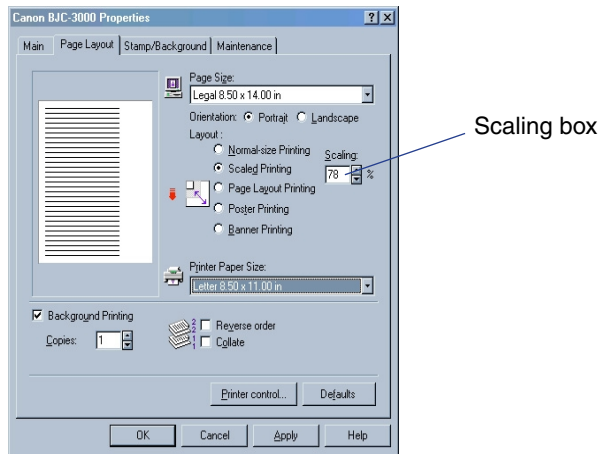 Canon BJC-3000 Properties
Main Page Layout Stamp/Background Maintenance
Page Size:
Legal 8.50 x 14.00 in
Orientation: Portrait Landscape
Layout :
Normal-size Printing
Scaling:
Scaled Printing
78 %
Page Layout Printing
Poster Printing
Banner Printing
Printer Paper Size:
Letter 8.50 x 11.00 in
Background Printing
Copies: 1
Reverse order
Collate
Printer control... Defaults
OK Cancel Apply Help
Scaling box